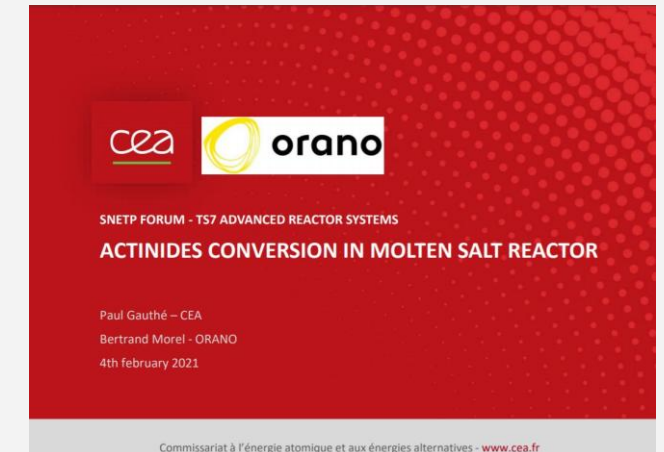 cea
orano
SNETP FORUM - TS7 ADVANCED REACTOR SYSTEMS
ACTINIDES CONVERSION IN MOLTEN SALT REACTOR
Paul Gauthé – CEA
Bertrand Morel - ORANO
4th february 2021
Commissariat à l'énergie atomique et aux énergies alternatives - www.cea.fr